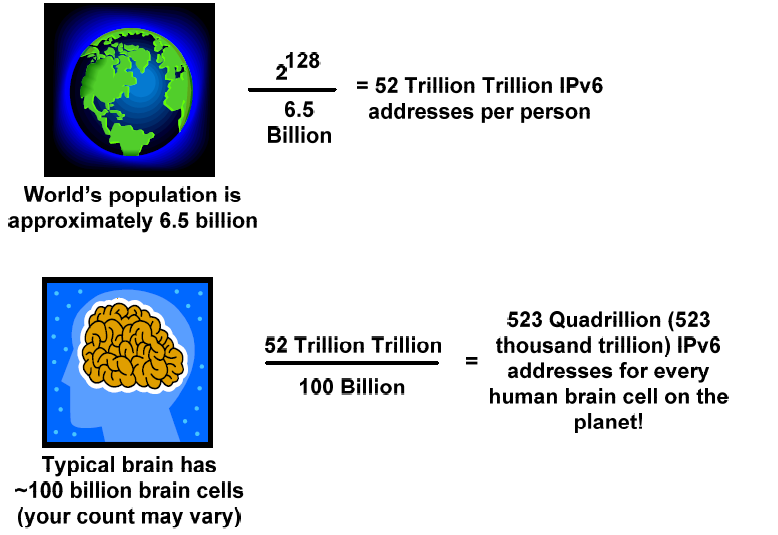 2^128
6.5
Billion
= 52 Trillion Trillion IPv6
addresses per person
World's population is
approximately 6.5 billion
52 Trillion Trillion
100 Billion
=
523 Quadrillion (523
thousand trillion) IPv6
addresses for every
human brain cell on the
planet!
Typical brain has
~100 billion brain cells
(your count may vary)